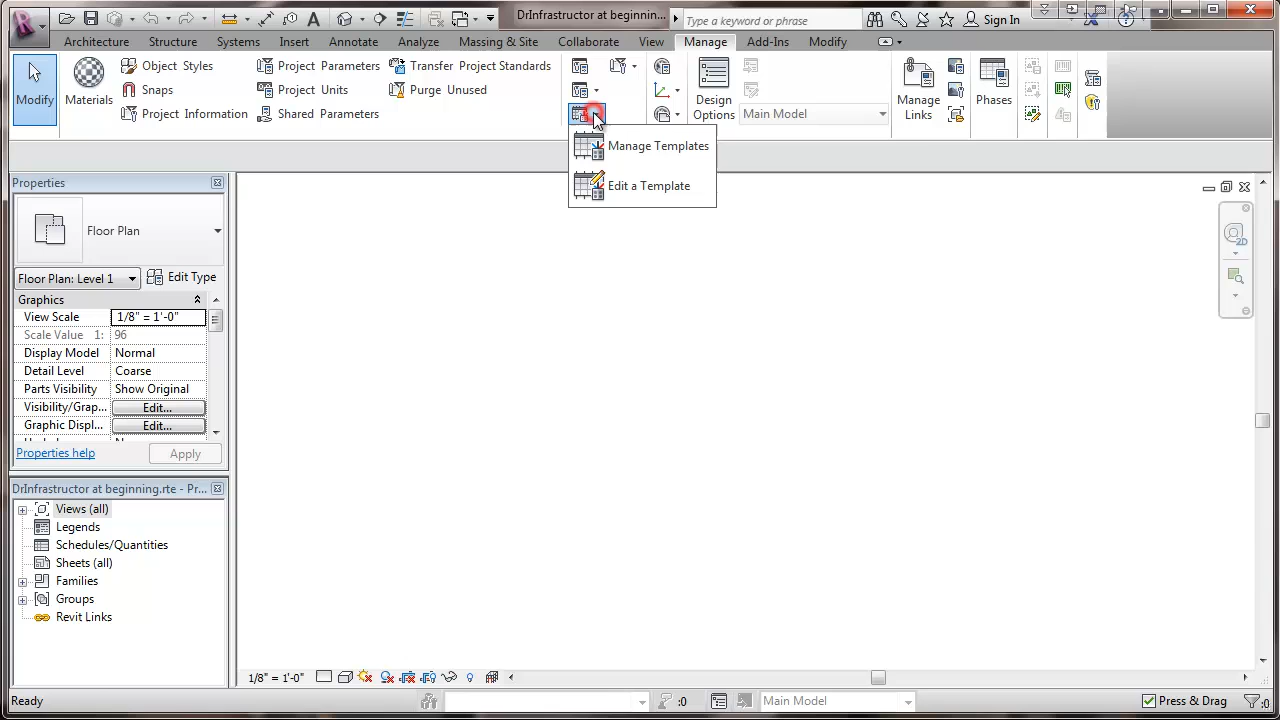 DrInfrastructor at beginnin...
Type a keyword or phrase
Sign In
Architecture
Structure
Systems
Insert
Annotate
Analyze
Massing & Site
Collaborate
View
Manage
Add-Ins
Modify
Modify
Materials
Object Styles
Snaps
Project Information
Project Parameters
Project Units
Shared Parameters
Transfer Project Standards
Purge Unused
Design
Options
Main Model
Manage
Links
Phases
Manage Templates
Edit a Template
Properties
Floor Plan
Floor Plan: Level 1
Edit Type
Graphics
View Scale
1/8" = 1'-0"
Scale Value 1:
96
Display Model
Normal
Detail Level
Coarse
Parts Visibility
Show Original
Visibility/Grap...
Edit...
Graphic Displ...
Edit...
Properties help
Apply
DrInfrastructor at beginning.rte - Pr...
Views (all)
Legends
Schedules/Quantities
Sheets (all)
Families
Groups
Revit Links
2D
1/8" = 1'-0"
Ready
:0
Main Model
Press & Drag
:0